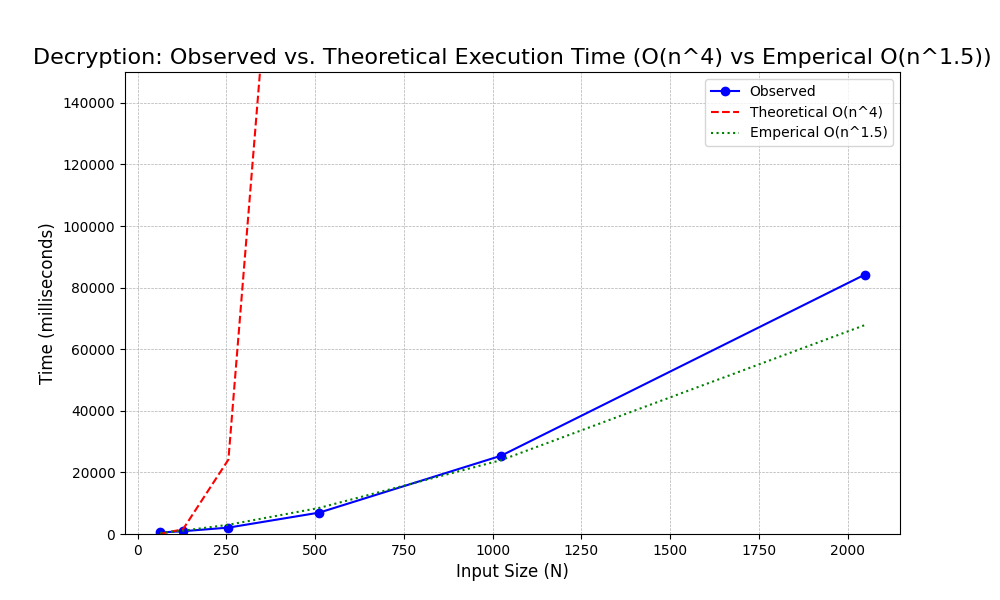 Decryption: Observed vs. Theoretical Execution Time (O(n^4) vs Emperical O(n^1.5))
Observed
Theoretical O(n^4)
Emperical O(n^1.5)
140000
120000
100000
80000
60000
40000
20000
0
Time (milliseconds)
0 250 500 750 1000 1250 1500 1750 2000
Input Size (N)